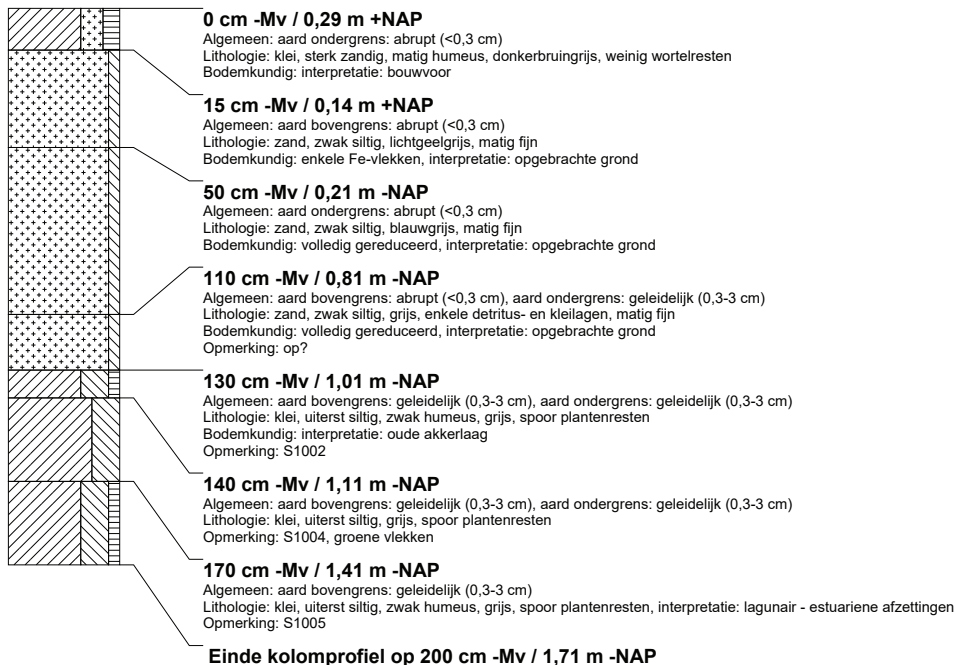 0 cm -Mv / 0,29 m +NAP
Algemeen: aard ondergrens: abrupt (<0,3 cm)
Lithologie: klei, sterk zandig, matig humeus, donkerbruingrijs, weinig wortelresten
Bodemkundig: interpretatie: bouwvoor
15 cm -Mv / 0,14 m +NAP
Algemeen: aard bovengrens: abrupt (<0,3 cm)
Lithologie: zand, zwak siltig, lichtgeelgrijs, matig fijn
Bodemkundig: enkele Fe-vlekken, interpretatie: opgebrachte grond
50 cm -Mv / 0,21 m -NAP
Algemeen: aard ondergrens: abrupt (<0,3 cm)
Lithologie: zand, zwak siltig, blauwgrijs, matig fijn
Bodemkundig: volledig gereduceerd, interpretatie: opgebrachte grond
110 cm -Mv / 0,81 m -NAP
Algemeen: aard bovengrens: abrupt (<0,3 cm), aard ondergrens: geleidelijk (0,3-3 cm)
Lithologie: zand, zwak siltig, grijs, enkele detritus- en kleilagen, matig fijn
Bodemkundig: volledig gereduceerd, interpretatie: opgebrachte grond
Opmerking: op?
130 cm -Mv / 1,01 m -NAP
Algemeen: aard bovengrens: geleidelijk (0,3-3 cm), aard ondergrens: geleidelijk (0,3-3 cm)
Lithologie: klei, uiterst siltig, zwak humeus, grijs, spoor plantenresten
Bodemkundig: interpretatie: oude akkerlaag
Opmerking: S1002
140 cm -Mv / 1,11 m -NAP
Algemeen: aard bovengrens: geleidelijk (0,3-3 cm), aard ondergrens: geleidelijk (0,3-3 cm)
Lithologie: klei, uiterst siltig, grijs, spoor plantenresten
Opmerking: S1004, groene vlekken
170 cm -Mv / 1,41 m -NAP
Algemeen: aard bovengrens: geleidelijk (0,3-3 cm)
Lithologie: klei, uiterst siltig, zwak humeus, grijs, spoor plantenresten, interpretatie: lagunair - estuariene afzettingen
Opmerking: S1005
Einde kolomprofiel op 200 cm -Mv / 1,71 m -NAP